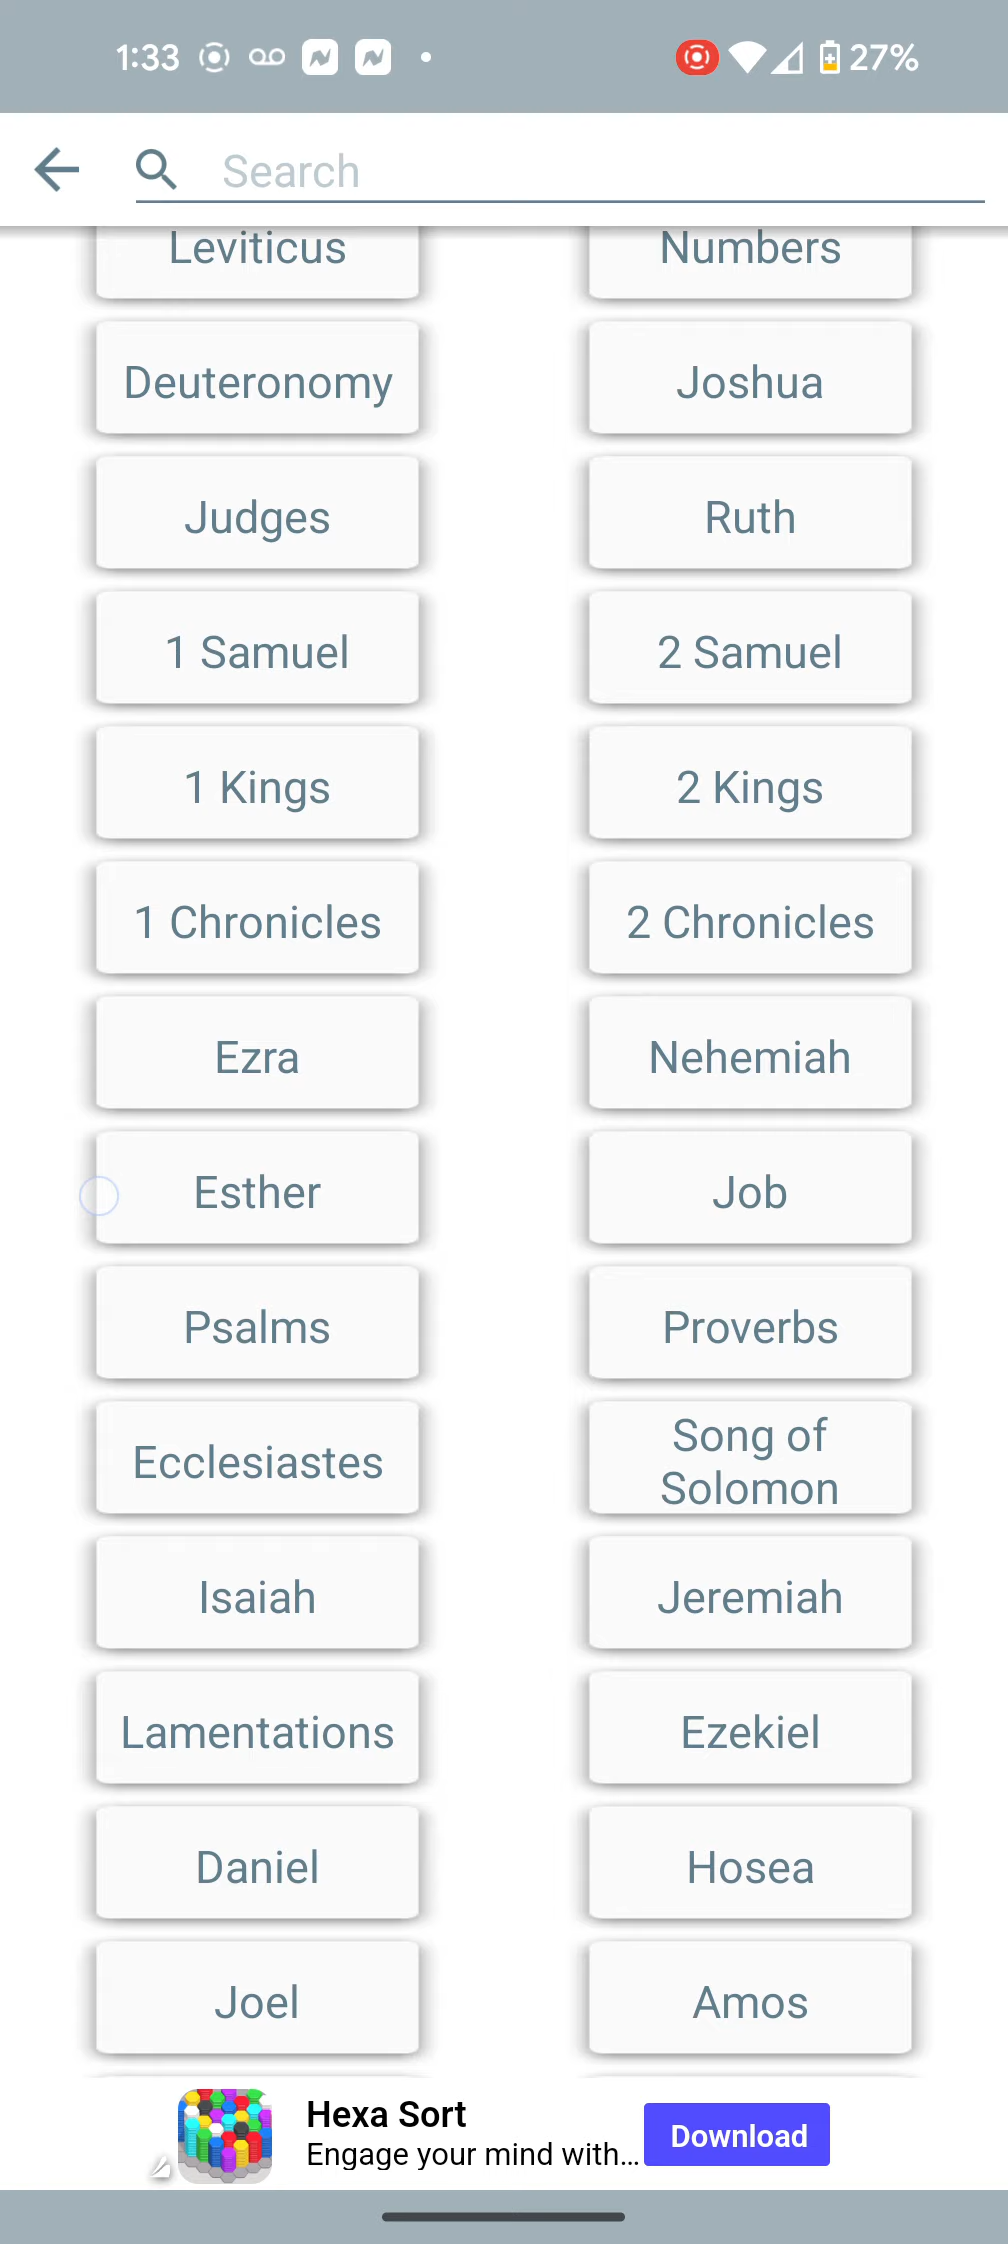 1:33
27%
Search
Leviticus
Numbers
Deuteronomy
Joshua
Judges
Ruth
1 Samuel
2 Samuel
1 Kings
2 Kings
1 Chronicles
2 Chronicles
Ezra
Nehemiah
Esther
Job
Psalms
Proverbs
Ecclesiastes
Song of
Solomon
Isaiah
Jeremiah
Lamentations
Ezekiel
Daniel
Hosea
Joel
Amos
Hexa Sort
Engage your mind with...
Download